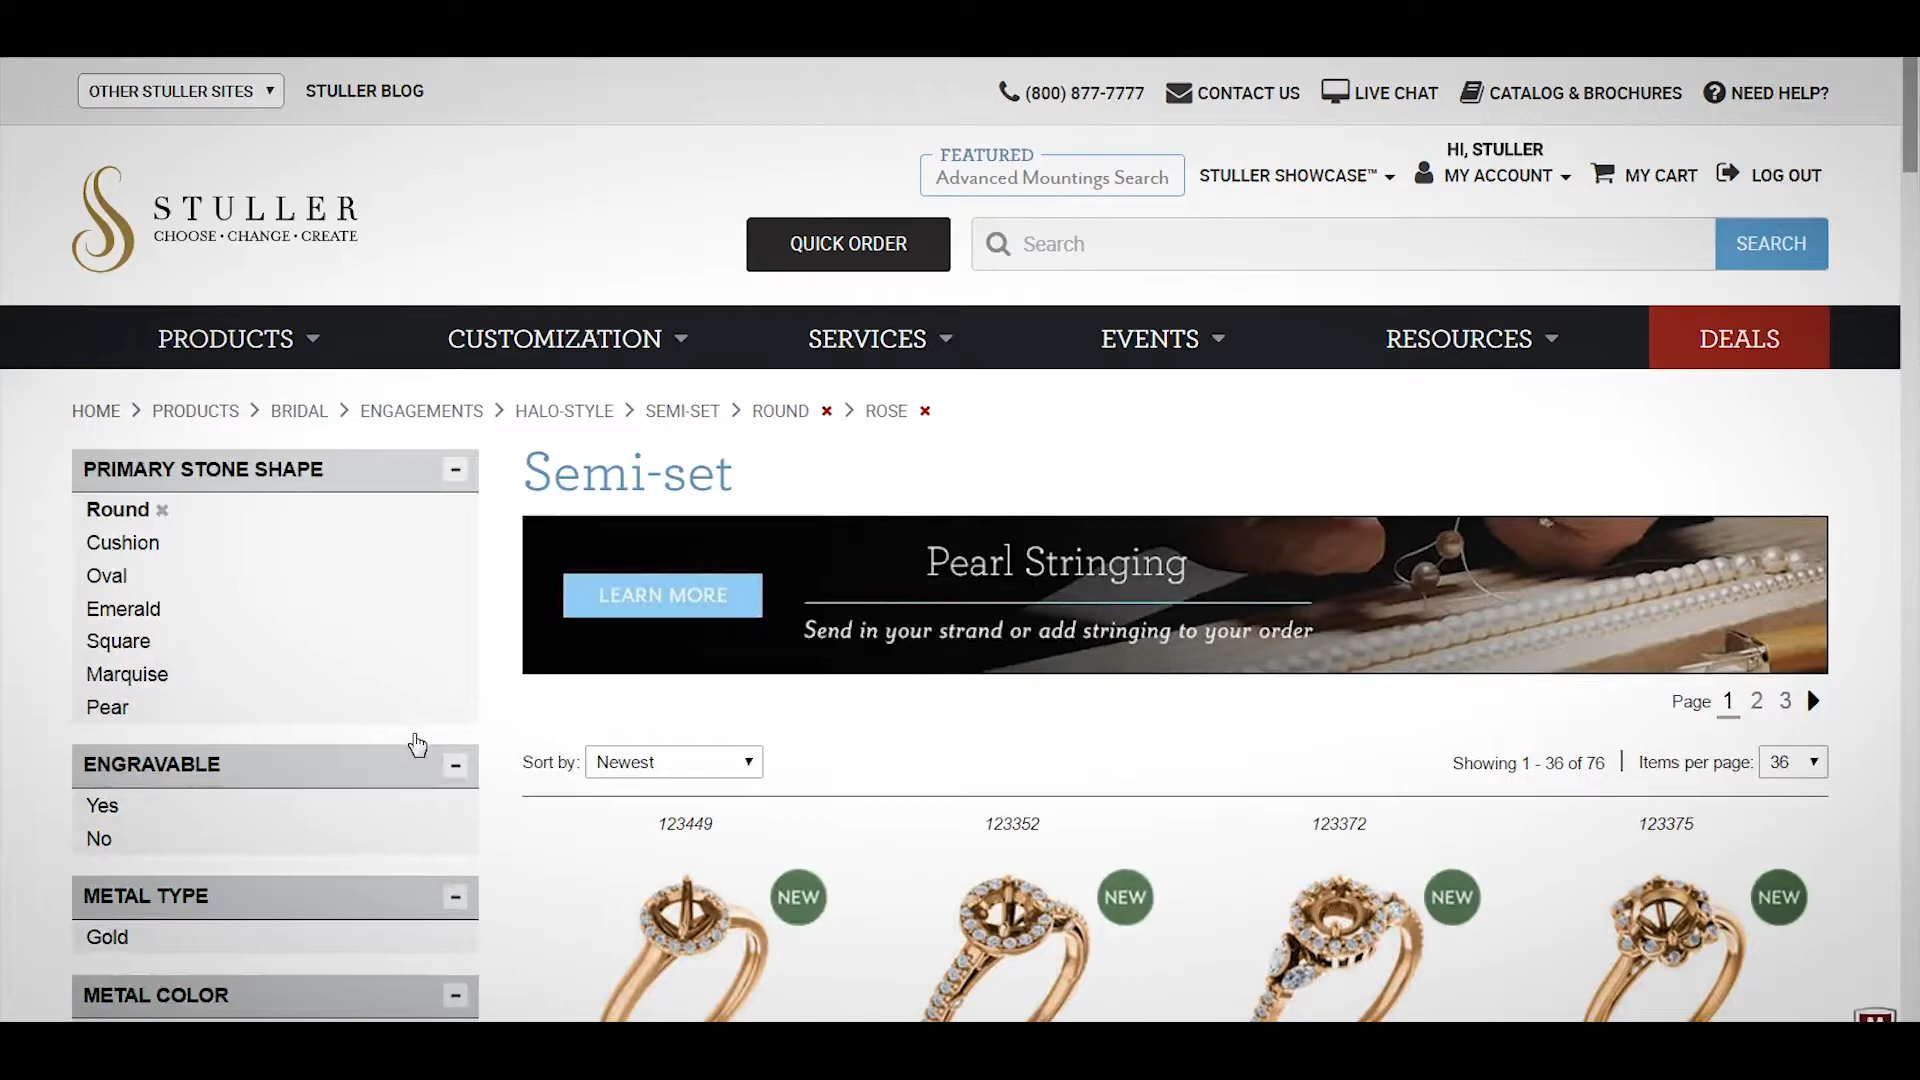 OTHER STULLER SITES
STULLER BLOG
(800) 877-7777
CONTACT US
LIVE CHAT
CATALOG & BROCHURES
NEED HELP?
STULLER
CHOOSE · CHANGE · CREATE
FEATURED
Advanced Mountings Search
STULLER SHOWCASE™
HI, STULLER
MY ACCOUNT
MY CART
LOG OUT
QUICK ORDER
Search
SEARCH
PRODUCTS
CUSTOMIZATION
SERVICES
EVENTS
RESOURCES
DEALS
HOME > PRODUCTS > BRIDAL > ENGAGEMENTS > HALO-STYLE > SEMI-SET > ROUND × > ROSE ×
PRIMARY STONE SHAPE
Round
Cushion
Oval
Emerald
Square
Marquise
Pear
ENGRAVABLE
Yes
No
METAL TYPE
Gold
METAL COLOR
Semi-set
LEARN MORE
Pearl Stringing
Send in your strand or add stringing to your order
Page 1 2 3
Sort by: Newest
Showing 1 - 36 of 76 | Items per page: 36
123449
123352
123372
123375
NEW
NEW
NEW
NEW